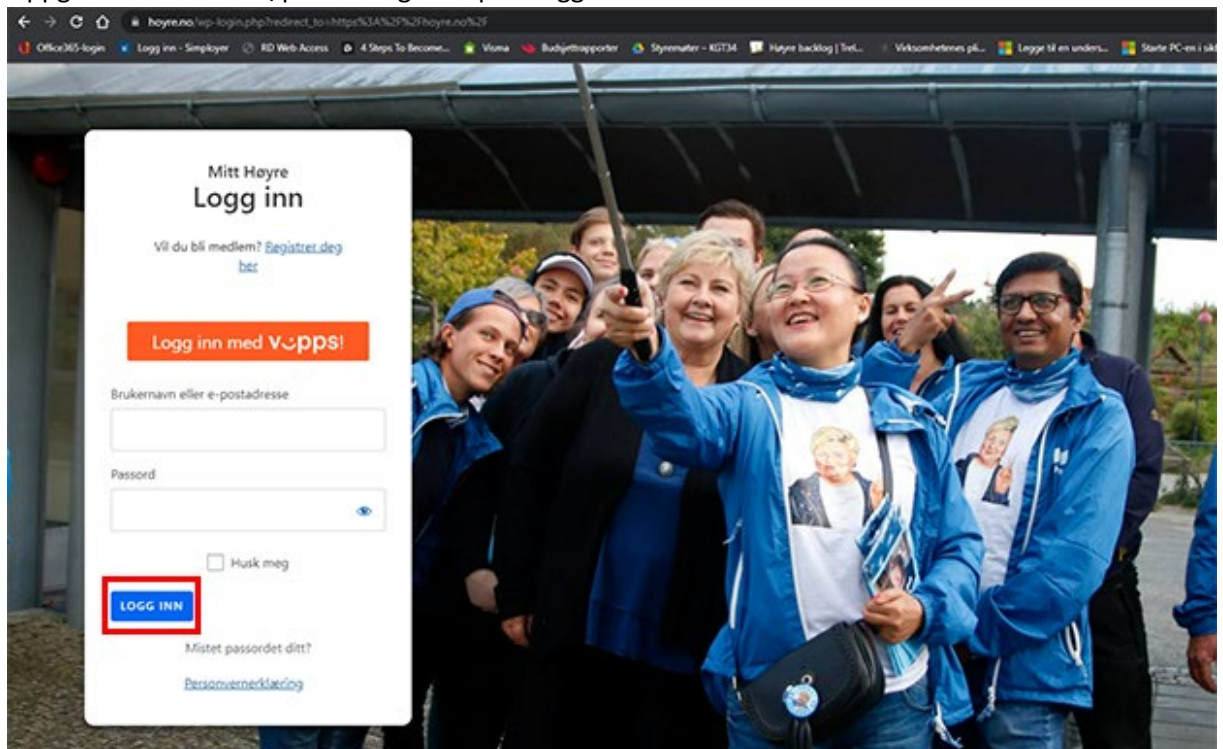 høyre.no/wp-login.php?redirect_to=https%3A%2F%2Fhoyre.no%2F
Office365-login Logg inn - Simployer RD Web Access 4 Steps To Become... Visma Budsjettrapporter Styremøter – KGT34 Høyre backlog | Trel... Virksomhetenes på... Legge til en unders... Starte PC-en i sik
Mitt Høyre
Logg inn
Vil du bli medlem? Registrer deg
her
Logg inn med vipps!
Brukernavn eller e-postadresse
Passord
Husk meg
LOGG INN
Mistet passordet ditt?
Personvernerklæring